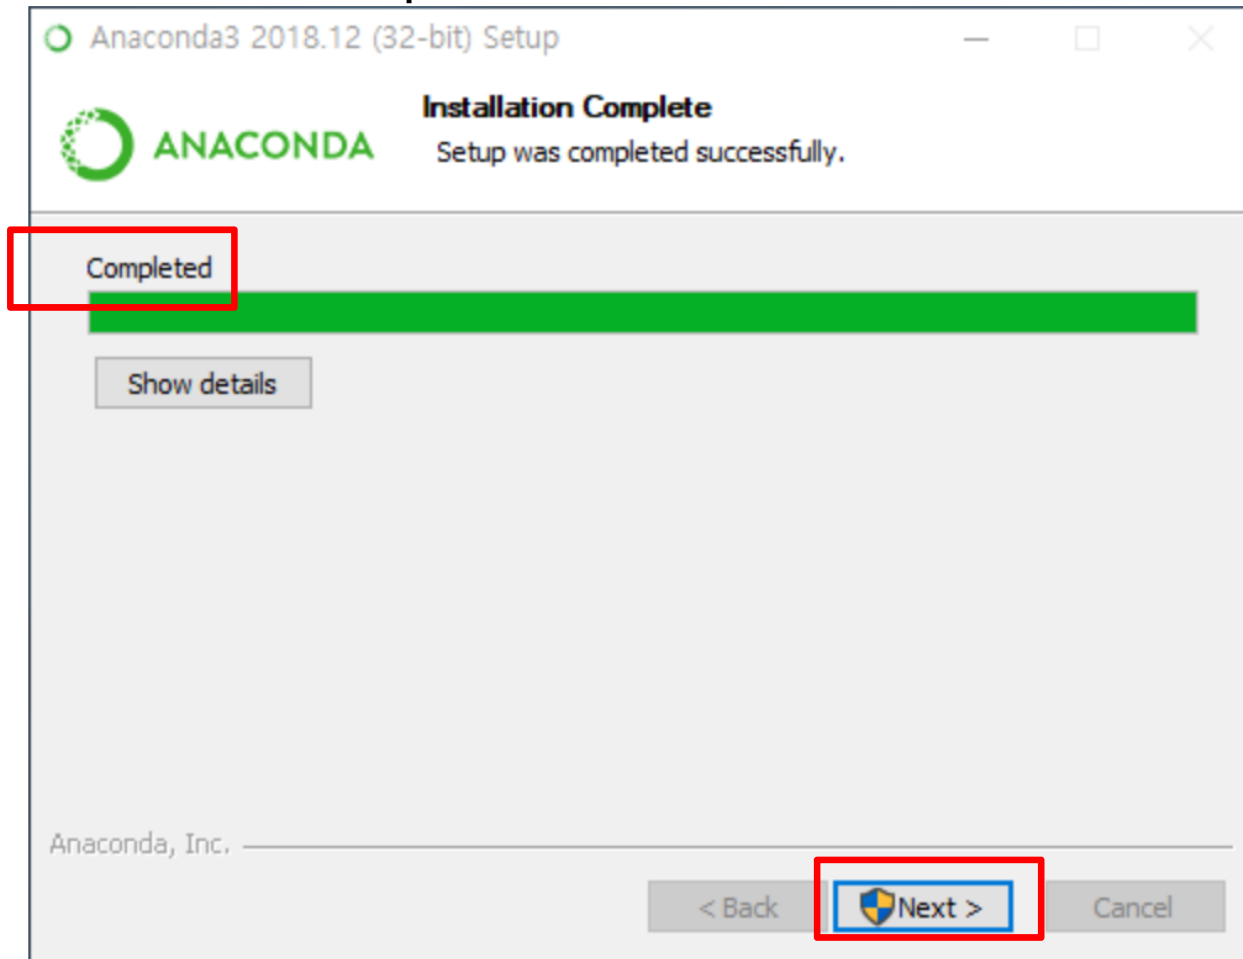 Anaconda3 2018.12 (32-bit) Setup
ANACONDA
Installation Complete
Setup was completed successfully.
Completed
Show details
Anaconda, Inc.
< Back
Next >
Cancel